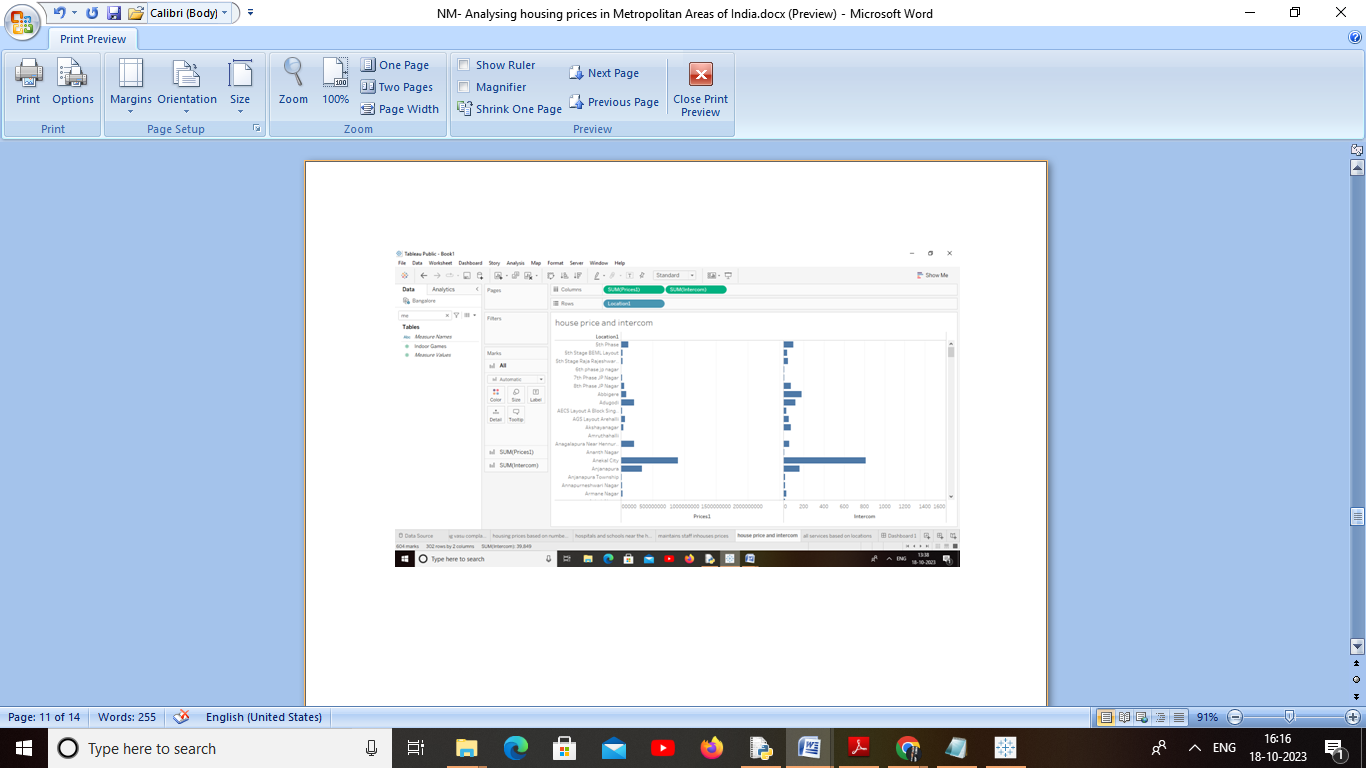 Calibri (Body)
NM- Analysing housing prices in Metropolitan Areas of india.docx (Preview) - Microsoft Word
Print Preview
Print Options Margins Orientation Size Zoom 100% One Page Two Pages Page Width
Show Ruler Magnifier Shrink One Page Next Page Previous Page Close Print Preview
Print Page Setup Zoom Preview
Tableau Public - Book1
File Data Worksheet Dashboard Story Analysis Map Format Server Window Help
Standard Show Me
Data Analytics Pages Columns SUM(Prices1) SUM(Intercom)
Bangalore Rows Location1
me Filters
house price and intercom
Tables
Measure Names
Indoor Games
Measure Values
Marks
All
Automatic
Color Size Label
Detail Tooltip
SUM(Prices1)
SUM(Intercom)
Location1
5th Stage BEML Layout
5th Stage Raja Rajeshwar..
6th phase jp nagar
7th Phase JP Nagar
8th Phase JP Nagar
Abbigere
Adugodi
AECS Layout A Block Sing..
AGS Layout Arehalli
Akshayanagar
Amruthahalli
Anagalapura Near Hennur..
Ananth Nagar
Anekal City
Anjanapura
Anjanapura Township
Annapurneshwari Nagar
Armane Nagar
00000 500000000 1000000000 1500000000 2000000000
0 200 400 600 800 1000 1200 1400 1600
Prices1 Intercom
Data Source ig view comple... housing prices based on numbe... hospitals and schools near the h... maintians staff inhouses prices house price and intercom all services based on locations Dashboard 1
604 marks 302 rows by 2 columns SUM(Intercom): 39,849
Type here to search ENG 13:38
18-10-2023
Page: 11 of 14 Words: 255 English (United States) 91%
Type here to search ENG 16:16
18-10-2023 1